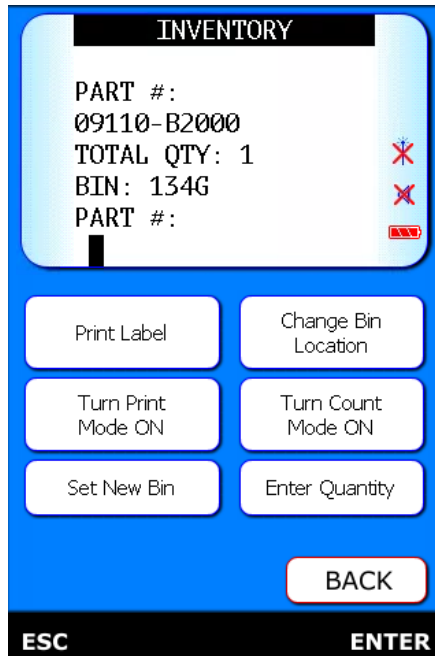 INVENTORY
PART #:
09110-B2000
TOTAL QTY: 1
BIN: 134G
PART #:
Print Label
Change Bin
Location
Turn Print
Mode ON
Turn Count
Mode ON
Set New Bin
Enter Quantity
BACK
ESC
ENTER